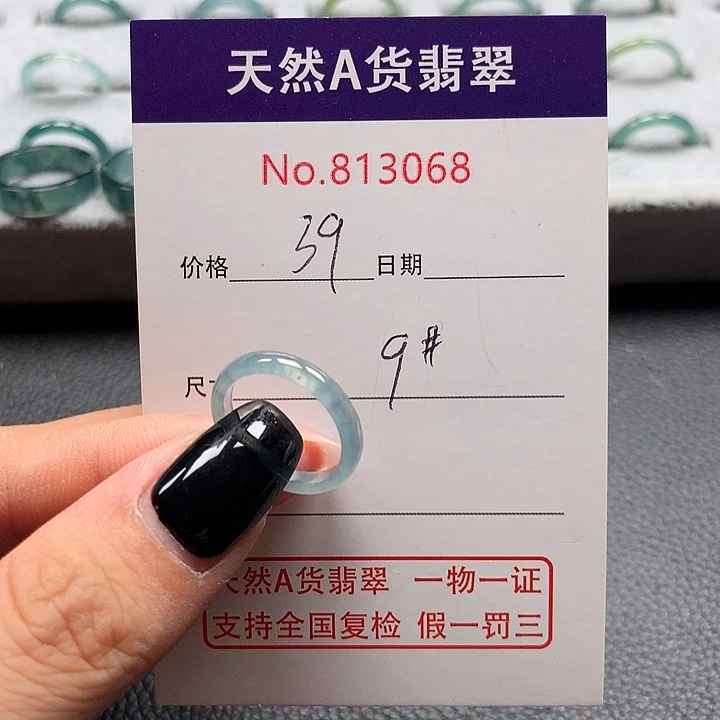 天然A货翡翠
No.813068
价格 39 日期
尺 9#
天然A货翡翠 一物一证
支持全国复检 假一罚三